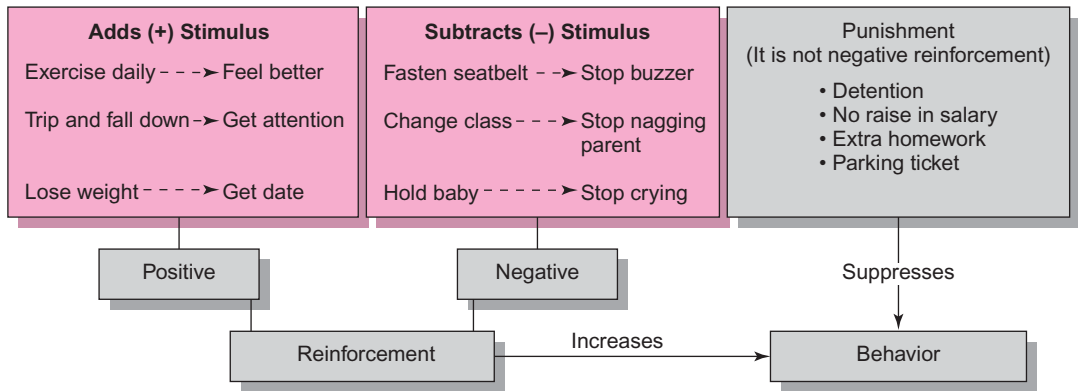 Adds (+) Stimulus
Exercise daily Feel better
Trip and fall down Get attention
Lose weight Get date
Subtracts (–) Stimulus
Fasten seatbelt Stop buzzer
Change class Stop nagging
parent
Hold baby Stop crying
Punishment
(It is not negative reinforcement)
• Detention
• No raise in salary
• Extra homework
• Parking ticket
Positive
Negative
Suppresses
Reinforcement
Increases
Behavior